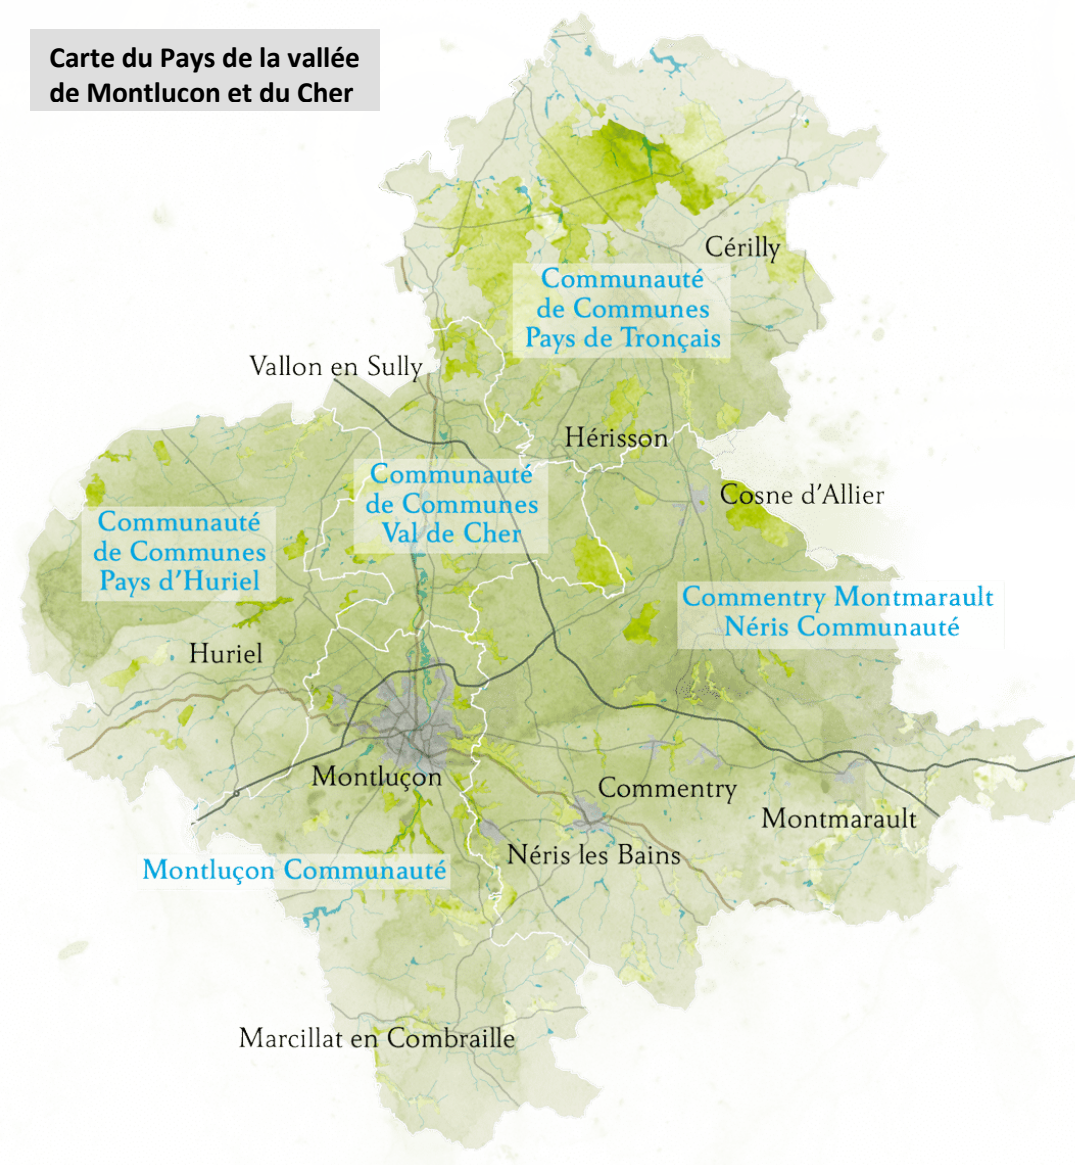 Carte du Pays de la vallée
de Montlucon et du Cher
Cérilly
Communauté
de Communes
Pays de Tronçais
Vallon en Sully
Hérisson
Communauté
de Communes
Val de Cher
Cosne d'Allier
Communauté
de Communes
Pays d'Huriel
Commentry Montmarault
Néris Communauté
Huriel
Montluçon
Commentry
Montmarault
Néris les Bains
Montluçon Communauté
Marcillat en Combraille